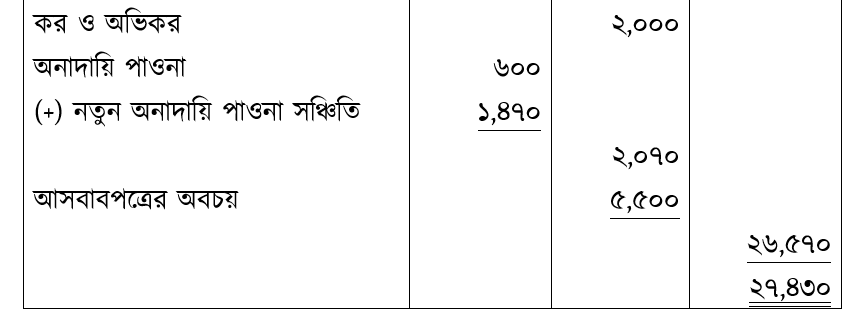 কর ও অভিকর ২,০০০
অনাদায়ি পাওনা ৬০০
(+) নতুন অনাদায়ি পাওনা সঞ্চিতি ১,৪৭০
২,০৭০
আসবাবপত্রের অবচয় ৫,৫০০
২৬,৫৭০
২৭,৪৩০